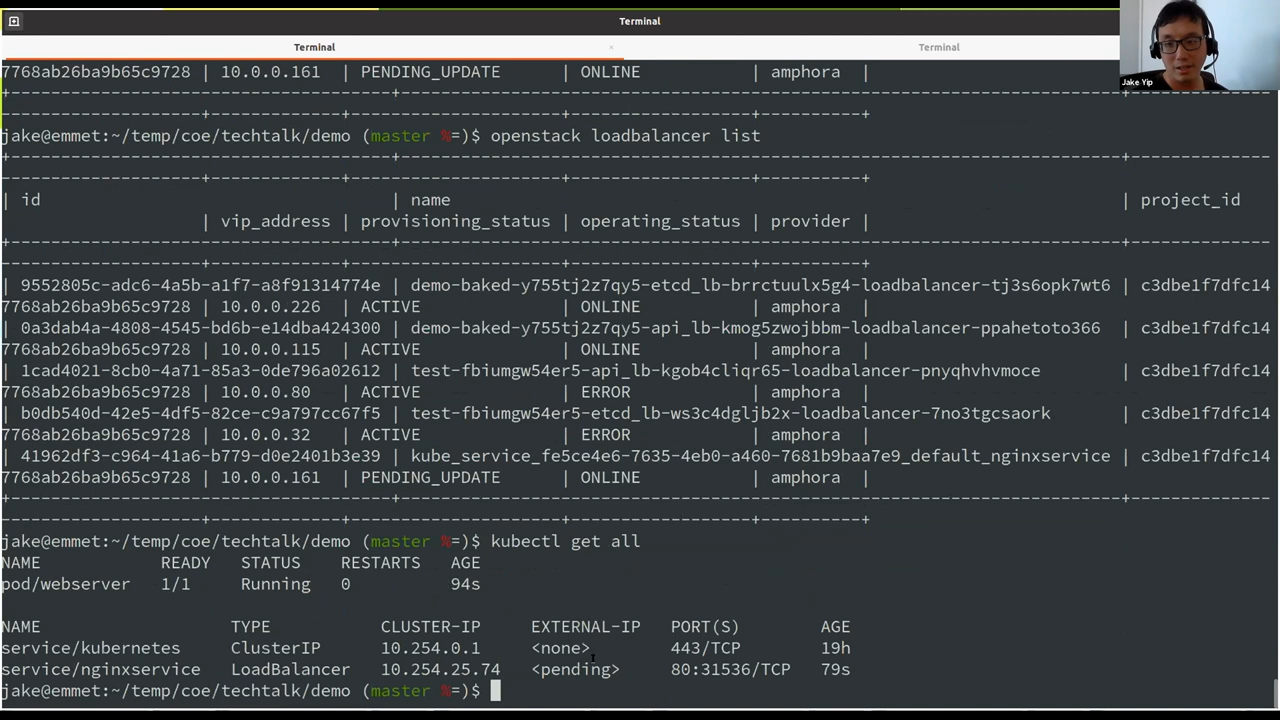 Terminal
Terminal × Terminal
Jake Yip
7768ab26ba9b65c9728 | 10.0.0.161 | PENDING_UPDATE | ONLINE | amphora |
+-----------------------------------------------+-----------------------------------------------------------------------------------------+------------------
-------------------------+----------------+---------------------------+-----------------------+-------------+
jake@emmet:~/temp/coe/techtalk/demo (master %=)$ openstack loadbalancer list
+-----------------------------------------------+-----------------------------------------------------------------------------------------+------------------
-------------------------+----------------+---------------------------+-----------------------+-------------+
| id | name | project_id
| vip_address | provisioning_status | operating_status | provider |
+-----------------------------------------------+-----------------------------------------------------------------------------------------+------------------
-------------------------+----------------+---------------------------+-----------------------+-------------+
| 9552805c-adc6-4a5b-a1f7-a8f91314774e | demo-baked-y755tj2z7qy5-etcd_lb-brrctuulx5g4-loadbalancer-tj3s6opk7wt6 | c3dbe1f7dfc14
7768ab26ba9b65c9728 | 10.0.0.226 | ACTIVE | ONLINE | amphora |
| 0a3dab4a-4808-4545-bd6b-e14dba424300 | demo-baked-y755tj2z7qy5-api_lb-kmog5zwojbbm-loadbalancer-ppahetoto366 | c3dbe1f7dfc14
7768ab26ba9b65c9728 | 10.0.0.115 | ACTIVE | ONLINE | amphora |
| 1cad4021-8cb0-4a71-85a3-0de796a02612 | test-fbiumgw54er5-api_lb-kgob4cliqr65-loadbalancer-pnyqhvhvmoce | c3dbe1f7dfc14
7768ab26ba9b65c9728 | 10.0.0.80 | ACTIVE | ERROR | amphora |
| b0db540d-42e5-4df5-82ce-c9a797cc67f5 | test-fbiumgw54er5-etcd_lb-ws3c4dgljb2x-loadbalancer-7no3tgcsaork | c3dbe1f7dfc14
7768ab26ba9b65c9728 | 10.0.0.32 | ACTIVE | ERROR | amphora |
| 41962df3-c964-41a6-b779-d0e2401b3e39 | kube_service_fe5ce4e6-7635-4eb0-a460-7681b9baa7e9_default_nginxservice | c3dbe1f7dfc14
7768ab26ba9b65c9728 | 10.0.0.161 | PENDING_UPDATE | ONLINE | amphora |
+-----------------------------------------------+-----------------------------------------------------------------------------------------+------------------
-------------------------+----------------+---------------------------+-----------------------+-------------+
jake@emmet:~/temp/coe/techtalk/demo (master %=)$ kubectl get all
NAME READY STATUS RESTARTS AGE
pod/webserver 1/1 Running 0 94s
NAME TYPE CLUSTER-IP EXTERNAL-IP PORT(S) AGE
service/kubernetes ClusterIP 10.254.0.1 <none> 443/TCP 19h
service/nginxservice LoadBalancer 10.254.25.74 <pending> 80:31536/TCP 79s
jake@emmet:~/temp/coe/techtalk/demo (master %=)$